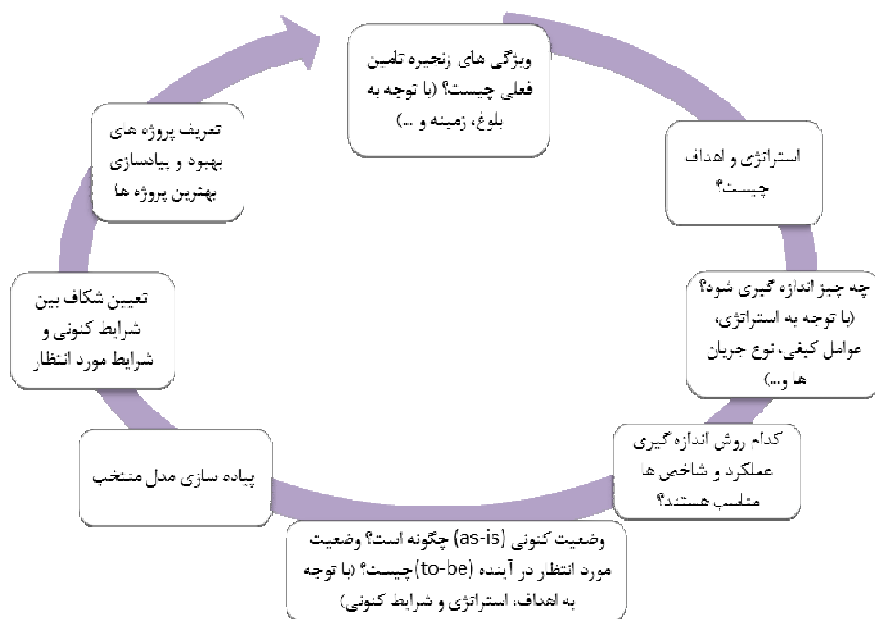 ویژگی های زنجیره تامین
فعلی چیست؟ (با توجه به
بلوغ، زمینه و ...)
استراتژی و اهداف
چیست؟
چه چیز اندازه گیری شود؟
(با توجه به استراتژی،
عوامل کیفی، نوع جریان
ها و...)
کدام روش اندازه گیری
عملکرد و شاخص ها
مناسب هستند؟
وضعیت کنونی (as-is) چگونه است؟ وضعیت
مورد انتظار در آینده (to-be)چیست؟ (با توجه
به اهداف، استراتژی و شرایط کنونی)
پیاده سازی مدل منتخب
تعیین شکاف بین
شرایط کنونی و
شرایط مورد انتظار
تعریف پروژه های
بهبود و پیادسازی
بهترین پروژه ها